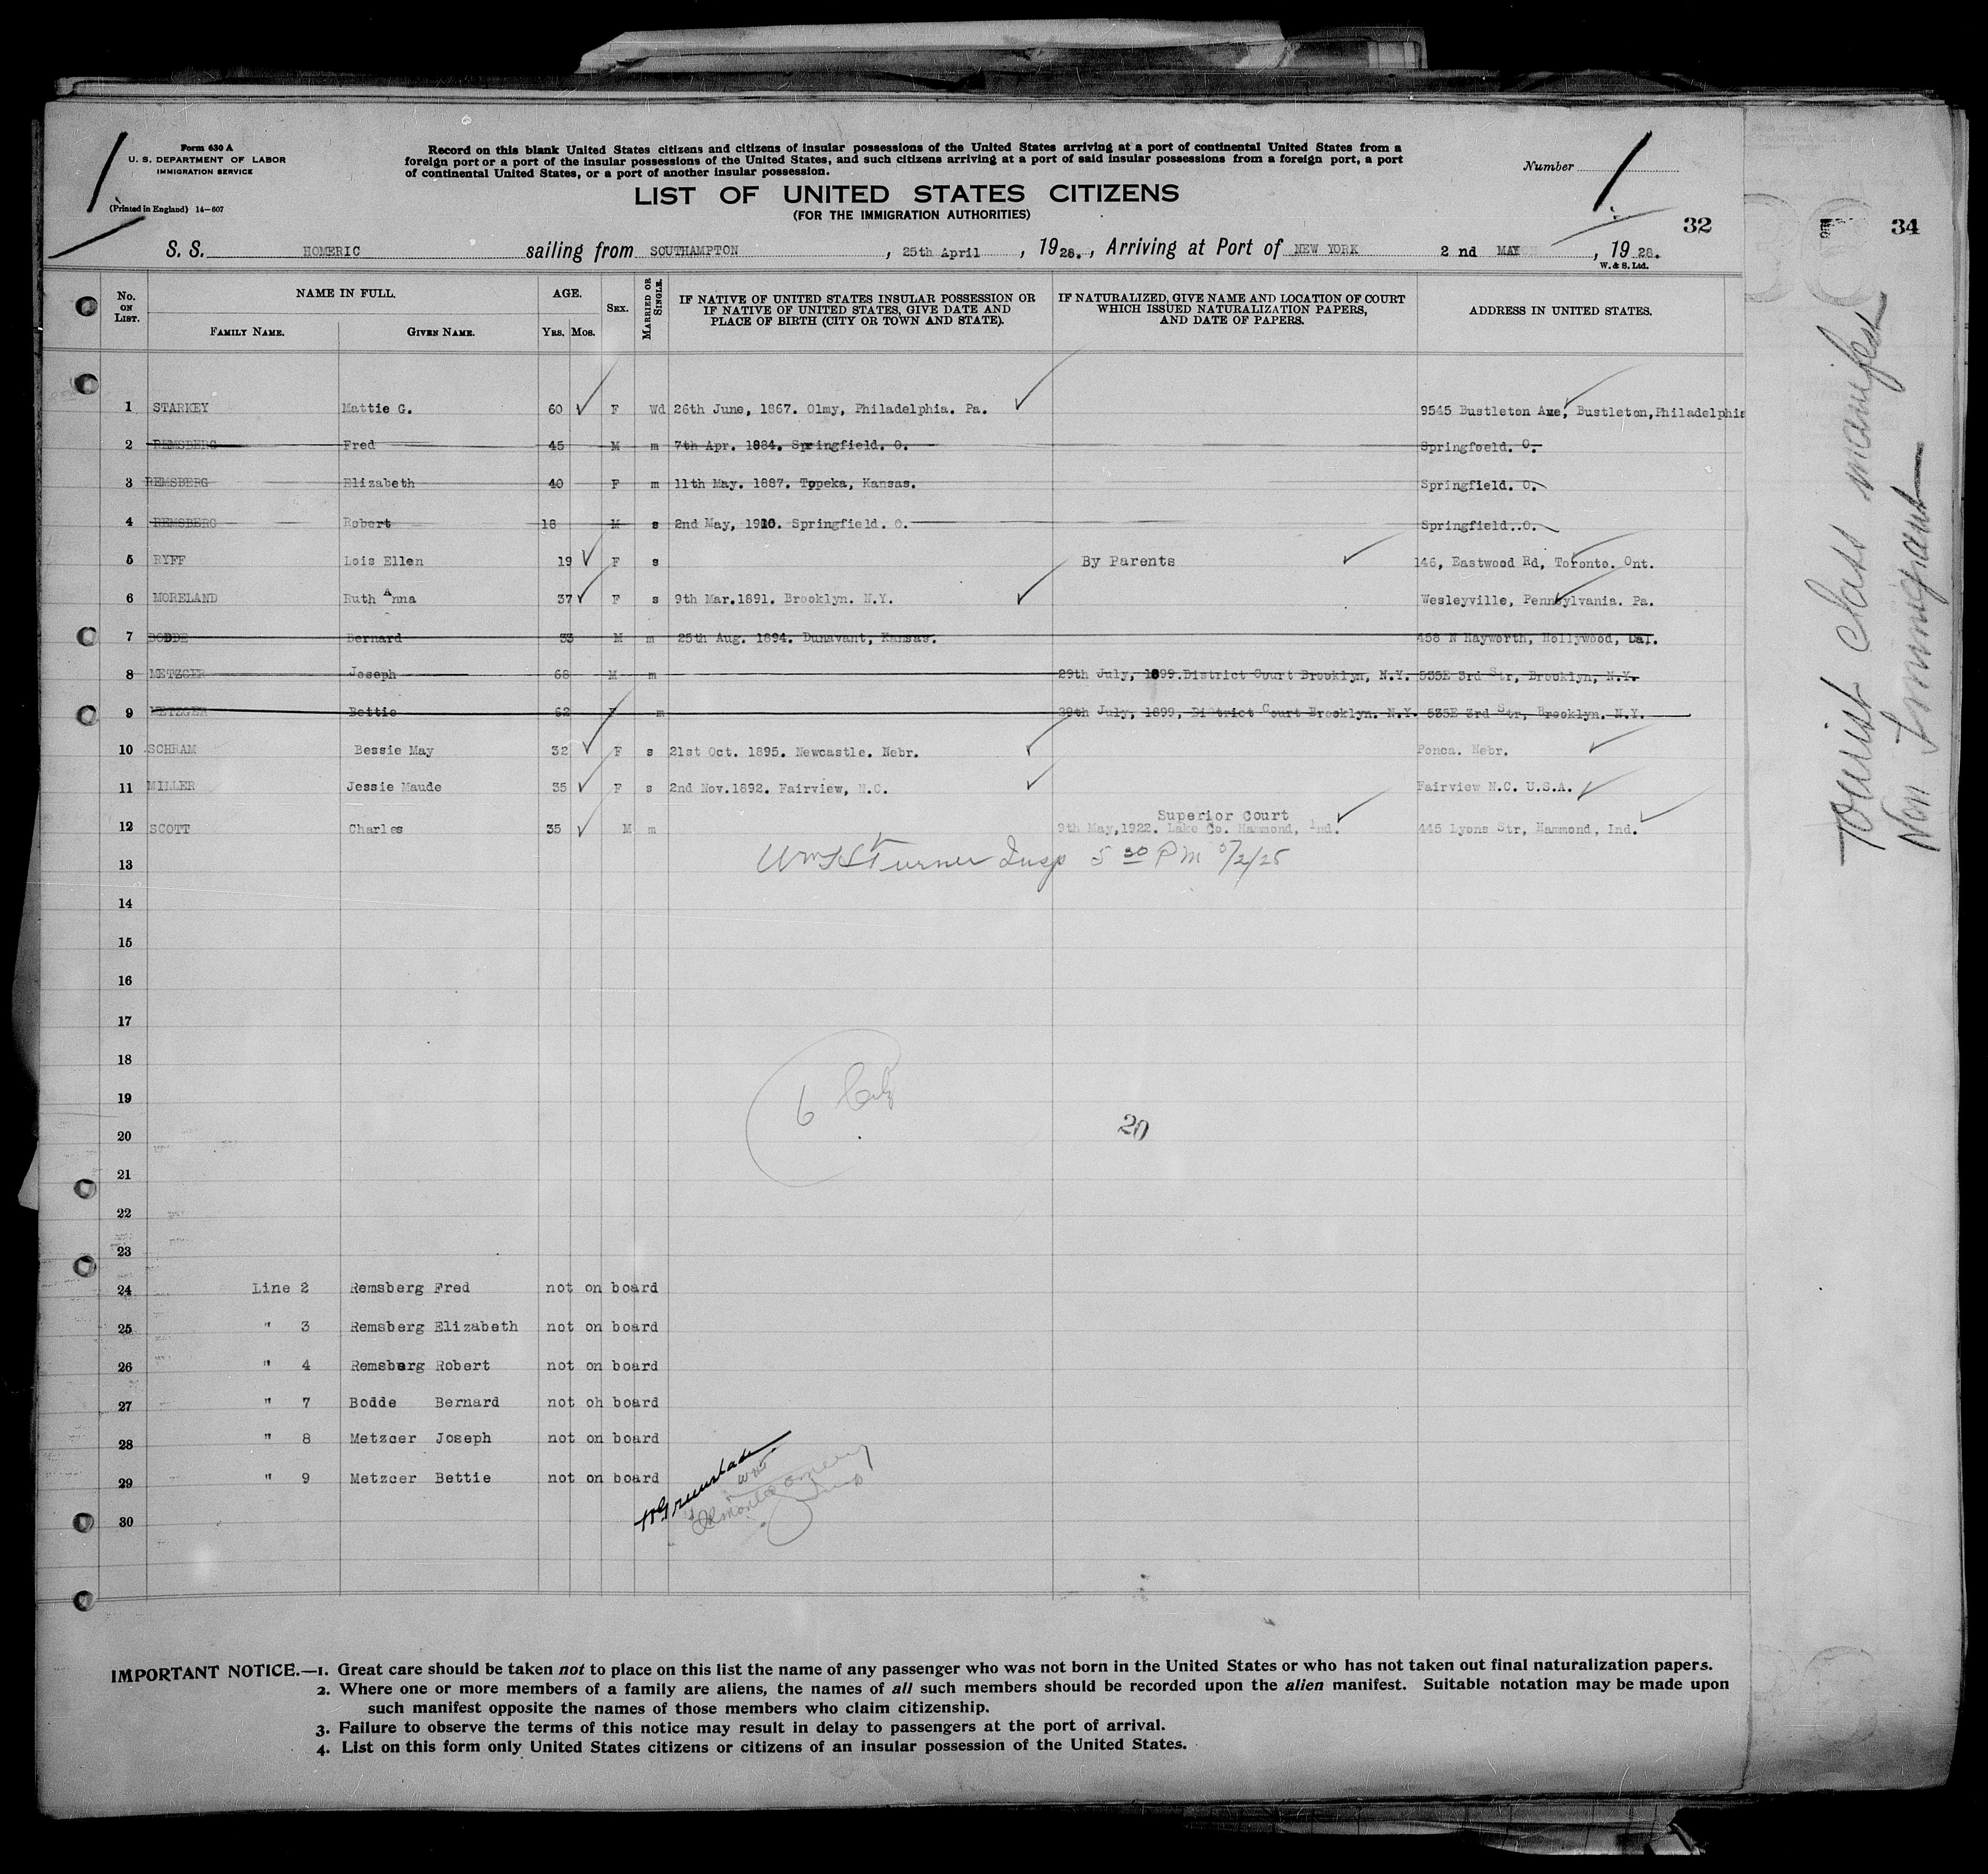 Form 630 A
U. S. DEPARTMENT OF LABOR
IMMIGRATION SERVICE
(Printed in England) 14—607
Record on this blank United States citizens and citizens of insular possessions of the United States arriving at a port of continental United States from a
foreign port or a port of the insular possessions of the United States, and such citizens arriving at a port of said insular possessions from a foreign port, a port
of continental United States, or a port of another insular possession.
LIST OF UNITED STATES CITIZENS
(FOR THE IMMIGRATION AUTHORITIES)
Number 1
32
34
S. S. HOMERIC sailing from SOUTHAMPTON, 25th April, 1928., Arriving at Port of NEW YORK 2 nd MAY, 1928.
W. & S. Ltd.
No. ON LIST. NAME IN FULL. AGE. SEX. MARRIED OR SINGLE. IF NATIVE OF UNITED STATES INSULAR POSSESSION OR IF NATIVE OF UNITED STATES, GIVE DATE AND PLACE OF BIRTH (CITY OR TOWN AND STATE). IF NATURALIZED, GIVE NAME AND LOCATION OF COURT WHICH ISSUED NATURALIZATION PAPERS, AND DATE OF PAPERS. ADDRESS IN UNITED STATES.
FAMILY NAME. GIVEN NAME. YRS. MOS.
1 STARKEY Mattie G. 60 F Wd 26th June, 1867. Olmy, Philadelphia. Pa. 9545 Bustleton Ave, Bustleton, Philadelphia
2 REMSBERG Fred 45 M m 7th Apr. 1884. Springfield. O. Springfoeld. O.
3 REMSBERG Elizabeth 40 F m 11th May. 1887. Topeka, Kansas. Springfield. O.
4 REMSBERG Robert 18 M s 2nd May, 1910. Springfield. O. Springfield..O.
5 RYFF Lois Ellen 19 F s By Parents 146, Eastwood Rd, Toronto. Ont.
6 MORELAND Ruth Anna 37 F s 9th Mar.1891. Brooklyn. N.Y. Wesleyville, Pennsylvania. Pa.
7 BODDE Bernard 33 M m 25th Aug. 1894. Dunavant, Kansas. 458 N Hayworth, Hollywood, Cal.
8 METZGER Joseph 68 M m 29th July, 1899.District Court Brooklyn, N.Y. 535E 3rd Str, Brooklyn, N.Y.
9 METZGER Bettie 62 F m 29th July, 1899, District Court Brooklyn. N.Y. 535E 3rd Str, Brooklyn. N.Y.
10 SCHRAM Bessie May 32 F s 21st Oct. 1895. Newcastle. Nebr. Ponca. Nebr.
11 MILLER Jessie Maude 35 F s 2nd Nov.1892. Fairview, N.C. Fairview N.C. U.S.A.
Superior Court
12 SCOTT Charles 35 M m 9th May,1922. Lake Co. Hammond, Ind. 445 Lyons Str, Hammond, Ind.
13 Wm H Turner Insp 5 30 PM 5/2/28
14
15
16
17
18
19
6
20
20
21
22
23
24 Line 2 Remsberg Fred not on board
25 " 3 Remsberg Elizabeth not on board
26 " 4 Remsberg Robert not on board
27 " 7 Bodde Bernard not oh board
28 " 8 Metzcer Joseph not on board
29 " 9 Metzcer Bettie not on board
30
Tourist Class manifest
Non Immigrant
IMPORTANT NOTICE.—1. Great care should be taken not to place on this list the name of any passenger who was not born in the United States or who has not taken out final naturalization papers.
2. Where one or more members of a family are aliens, the names of all such members should be recorded upon the alien manifest. Suitable notation may be made upon
such manifest opposite the names of those members who claim citizenship.
3. Failure to observe the terms of this notice may result in delay to passengers at the port of arrival.
4. List on this form only United States citizens or citizens of an insular possession of the United States.